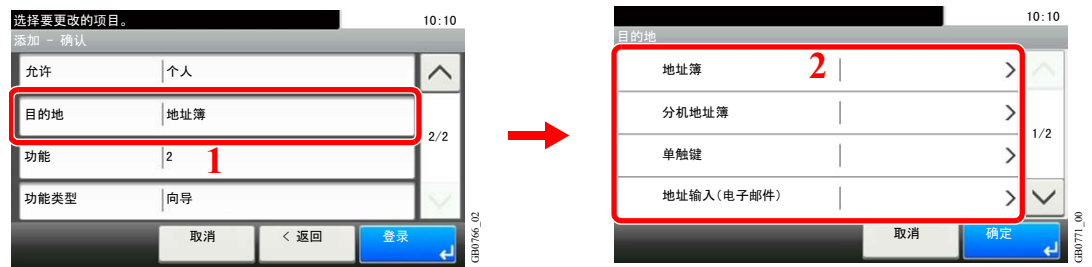 选择要更改的项目。
10:10
添加 - 确认
允许 个人
目的地 地址簿
2/2
功能 2
1
功能类型 向导
取消 < 返回 登录
GB0766_02
10:10
目的地
地址簿 2
分机地址簿
1/2
单触键
地址输入(电子邮件)
取消 确定
GB0771_00